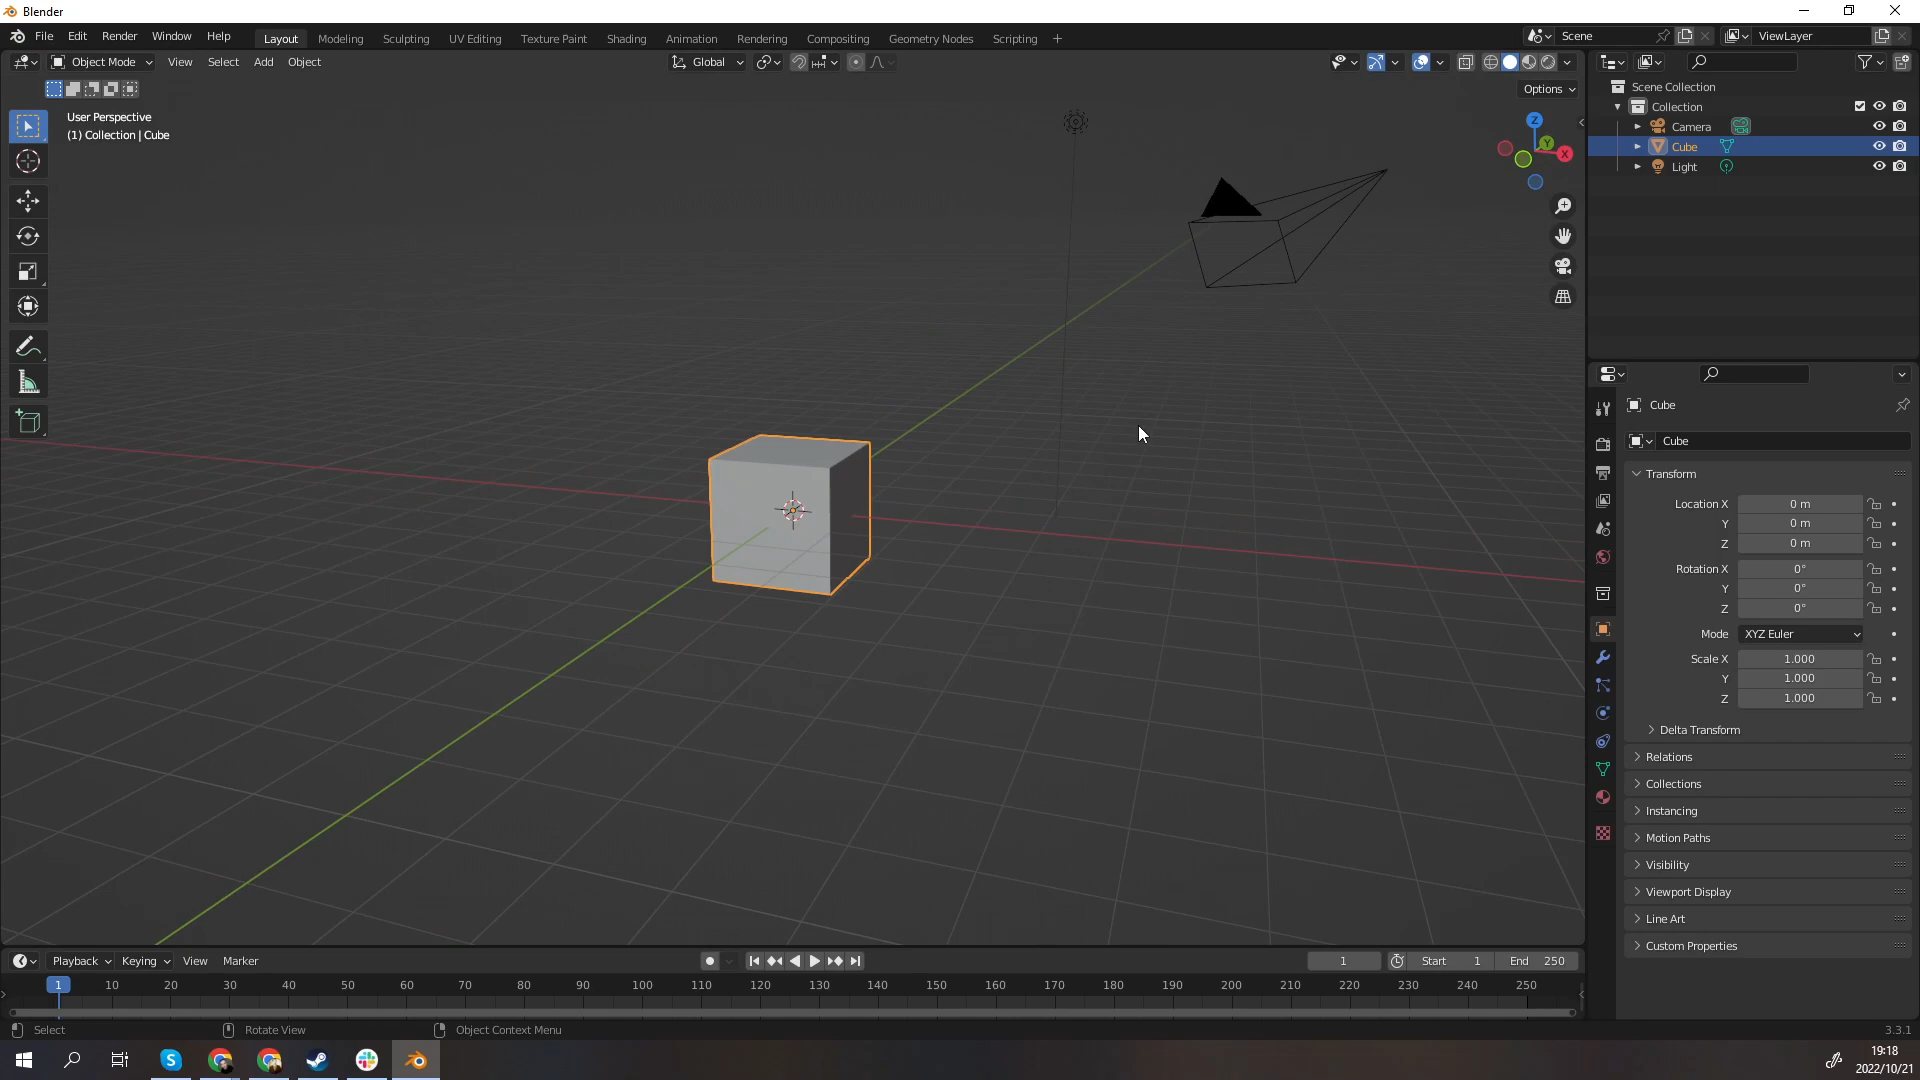 Blender
File Edit Render Window Help
Layout Modeling Sculpting UV Editing Texture Paint Shading Animation Rendering Compositing Geometry Nodes Scripting +
Scene
ViewLayer
Object Mode View Select Add Object
Global
Options
User Perspective
(1) Collection | Cube
Z
Y
X
Scene Collection
Collection
Camera
Cube
Light
Cube
Cube
Transform
Location X 0 m
Y 0 m
Z 0 m
Rotation X 0°
Y 0°
Z 0°
Mode XYZ Euler
Scale X 1.000
Y 1.000
Z 1.000
Delta Transform
Relations
Collections
Instancing
Motion Paths
Visibility
Viewport Display
Line Art
Custom Properties
Playback Keying View Marker
1 Start 1 End 250
1 10 20 30 40 50 60 70 80 90 100 110 120 130 140 150 160 170 180 190 200 210 220 230 240 250
Select Rotate View Object Context Menu
3.3.1
19:18
2022/10/21